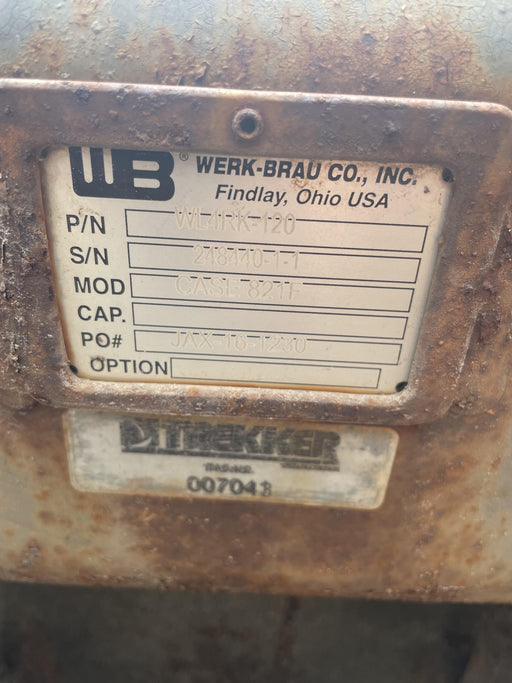 WB® WERK-BRAU CO., INC.
Findlay, Ohio USA
P/N WL4RK-120
S/N 248440-1-1
MOD CASE 821F
CAP.
PO# JAX-16-1230
OPTION
TREKKER
007043